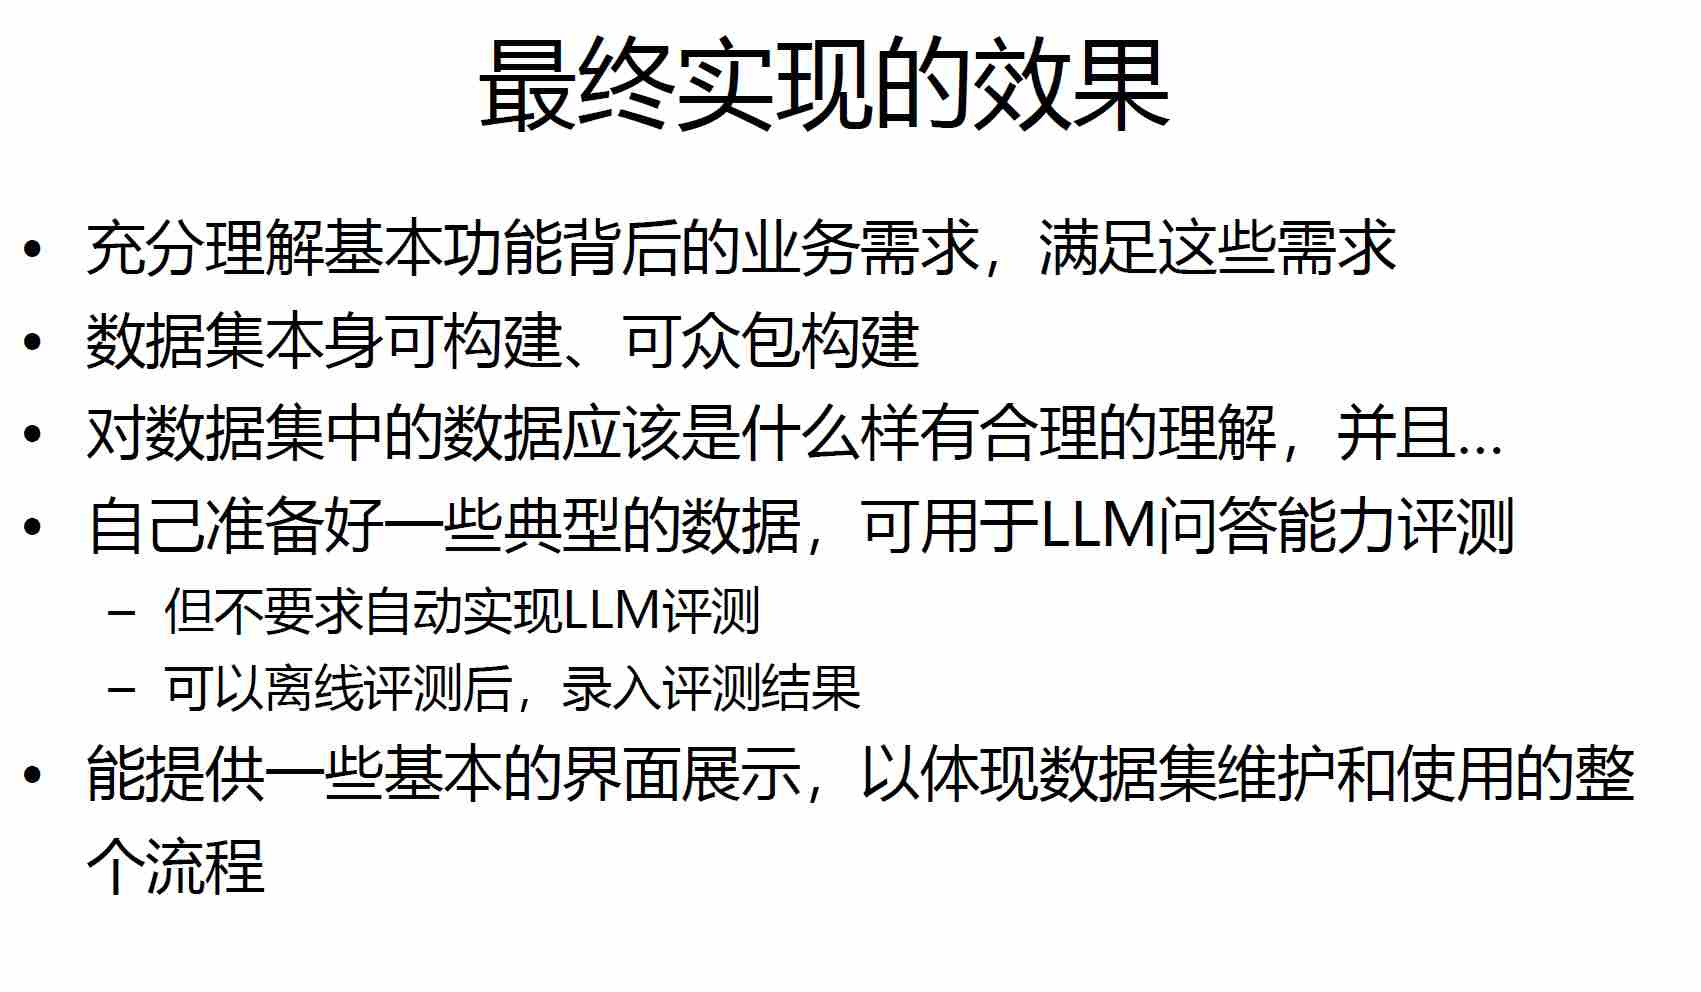 最终实现的效果
• 充分理解基本功能背后的业务需求，满足这些需求
• 数据集本身可构建、可众包构建
• 对数据集中的数据应该是什么样有合理的理解，并且…
• 自己准备好一些典型的数据，可用于LLM问答能力评测
– 但不要求自动实现LLM评测
– 可以离线评测后，录入评测结果
• 能提供一些基本的界面展示，以体现数据集维护和使用的整
个流程